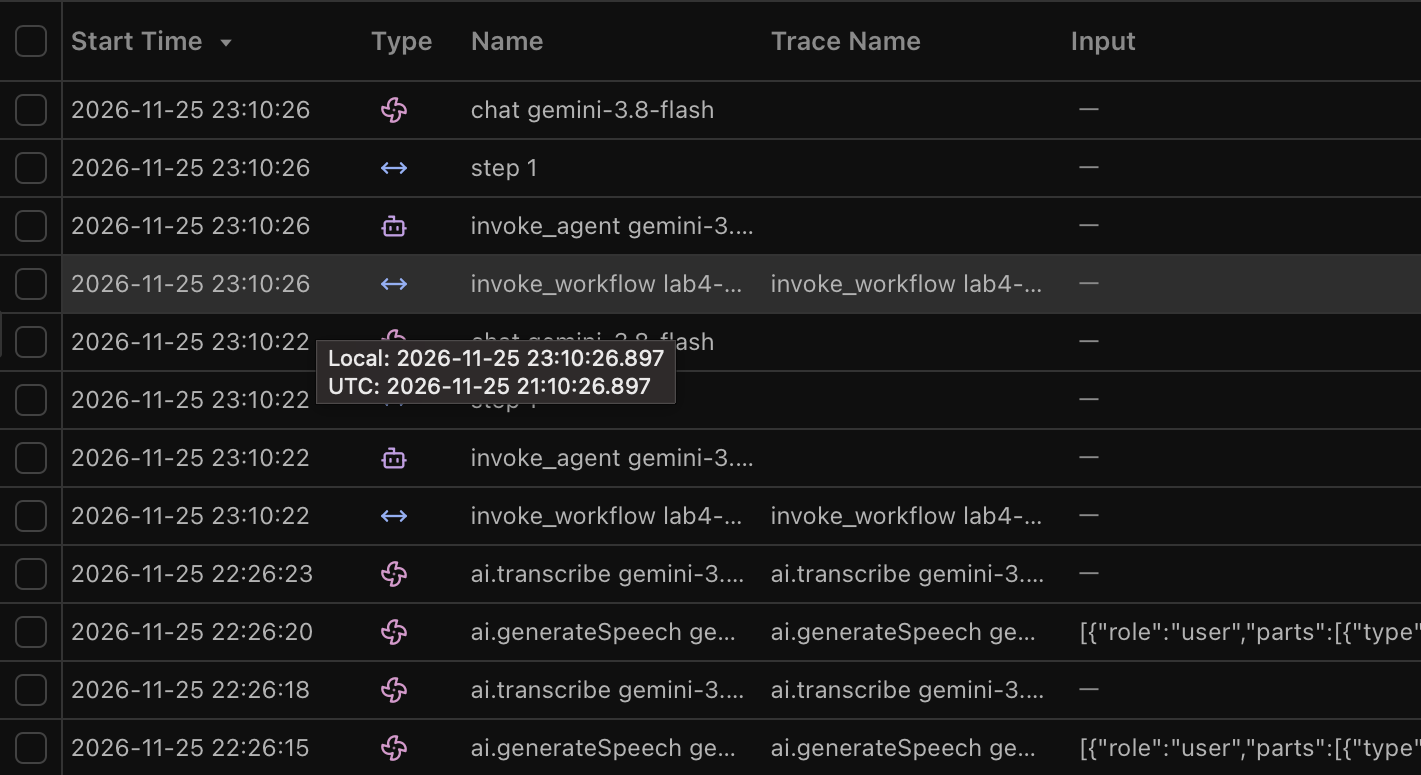 Start Time Type Name Trace Name Input
2026-11-25 23:10:26 chat gemini-3.8-flash —
2026-11-25 23:10:26 step 1 —
2026-11-25 23:10:26 invoke_agent gemini-3.... —
2026-11-25 23:10:26 invoke_workflow lab4-... invoke_workflow lab4-... —
2026-11-25 23:10:22 chat gemini-3.8-flash —
Local: 2026-11-25 23:10:26.897
UTC: 2026-11-25 21:10:26.897
2026-11-25 23:10:22 —
2026-11-25 23:10:22 invoke_agent gemini-3.... —
2026-11-25 23:10:22 invoke_workflow lab4-... invoke_workflow lab4-... —
2026-11-25 22:26:23 ai.transcribe gemini-3.... ai.transcribe gemini-3.... —
2026-11-25 22:26:20 ai.generateSpeech ge... ai.generateSpeech ge... [{"role":"user","parts":[{"type"
2026-11-25 22:26:18 ai.transcribe gemini-3.... ai.transcribe gemini-3.... —
2026-11-25 22:26:15 ai.generateSpeech ge... ai.generateSpeech ge... [{"role":"user","parts":[{"type"